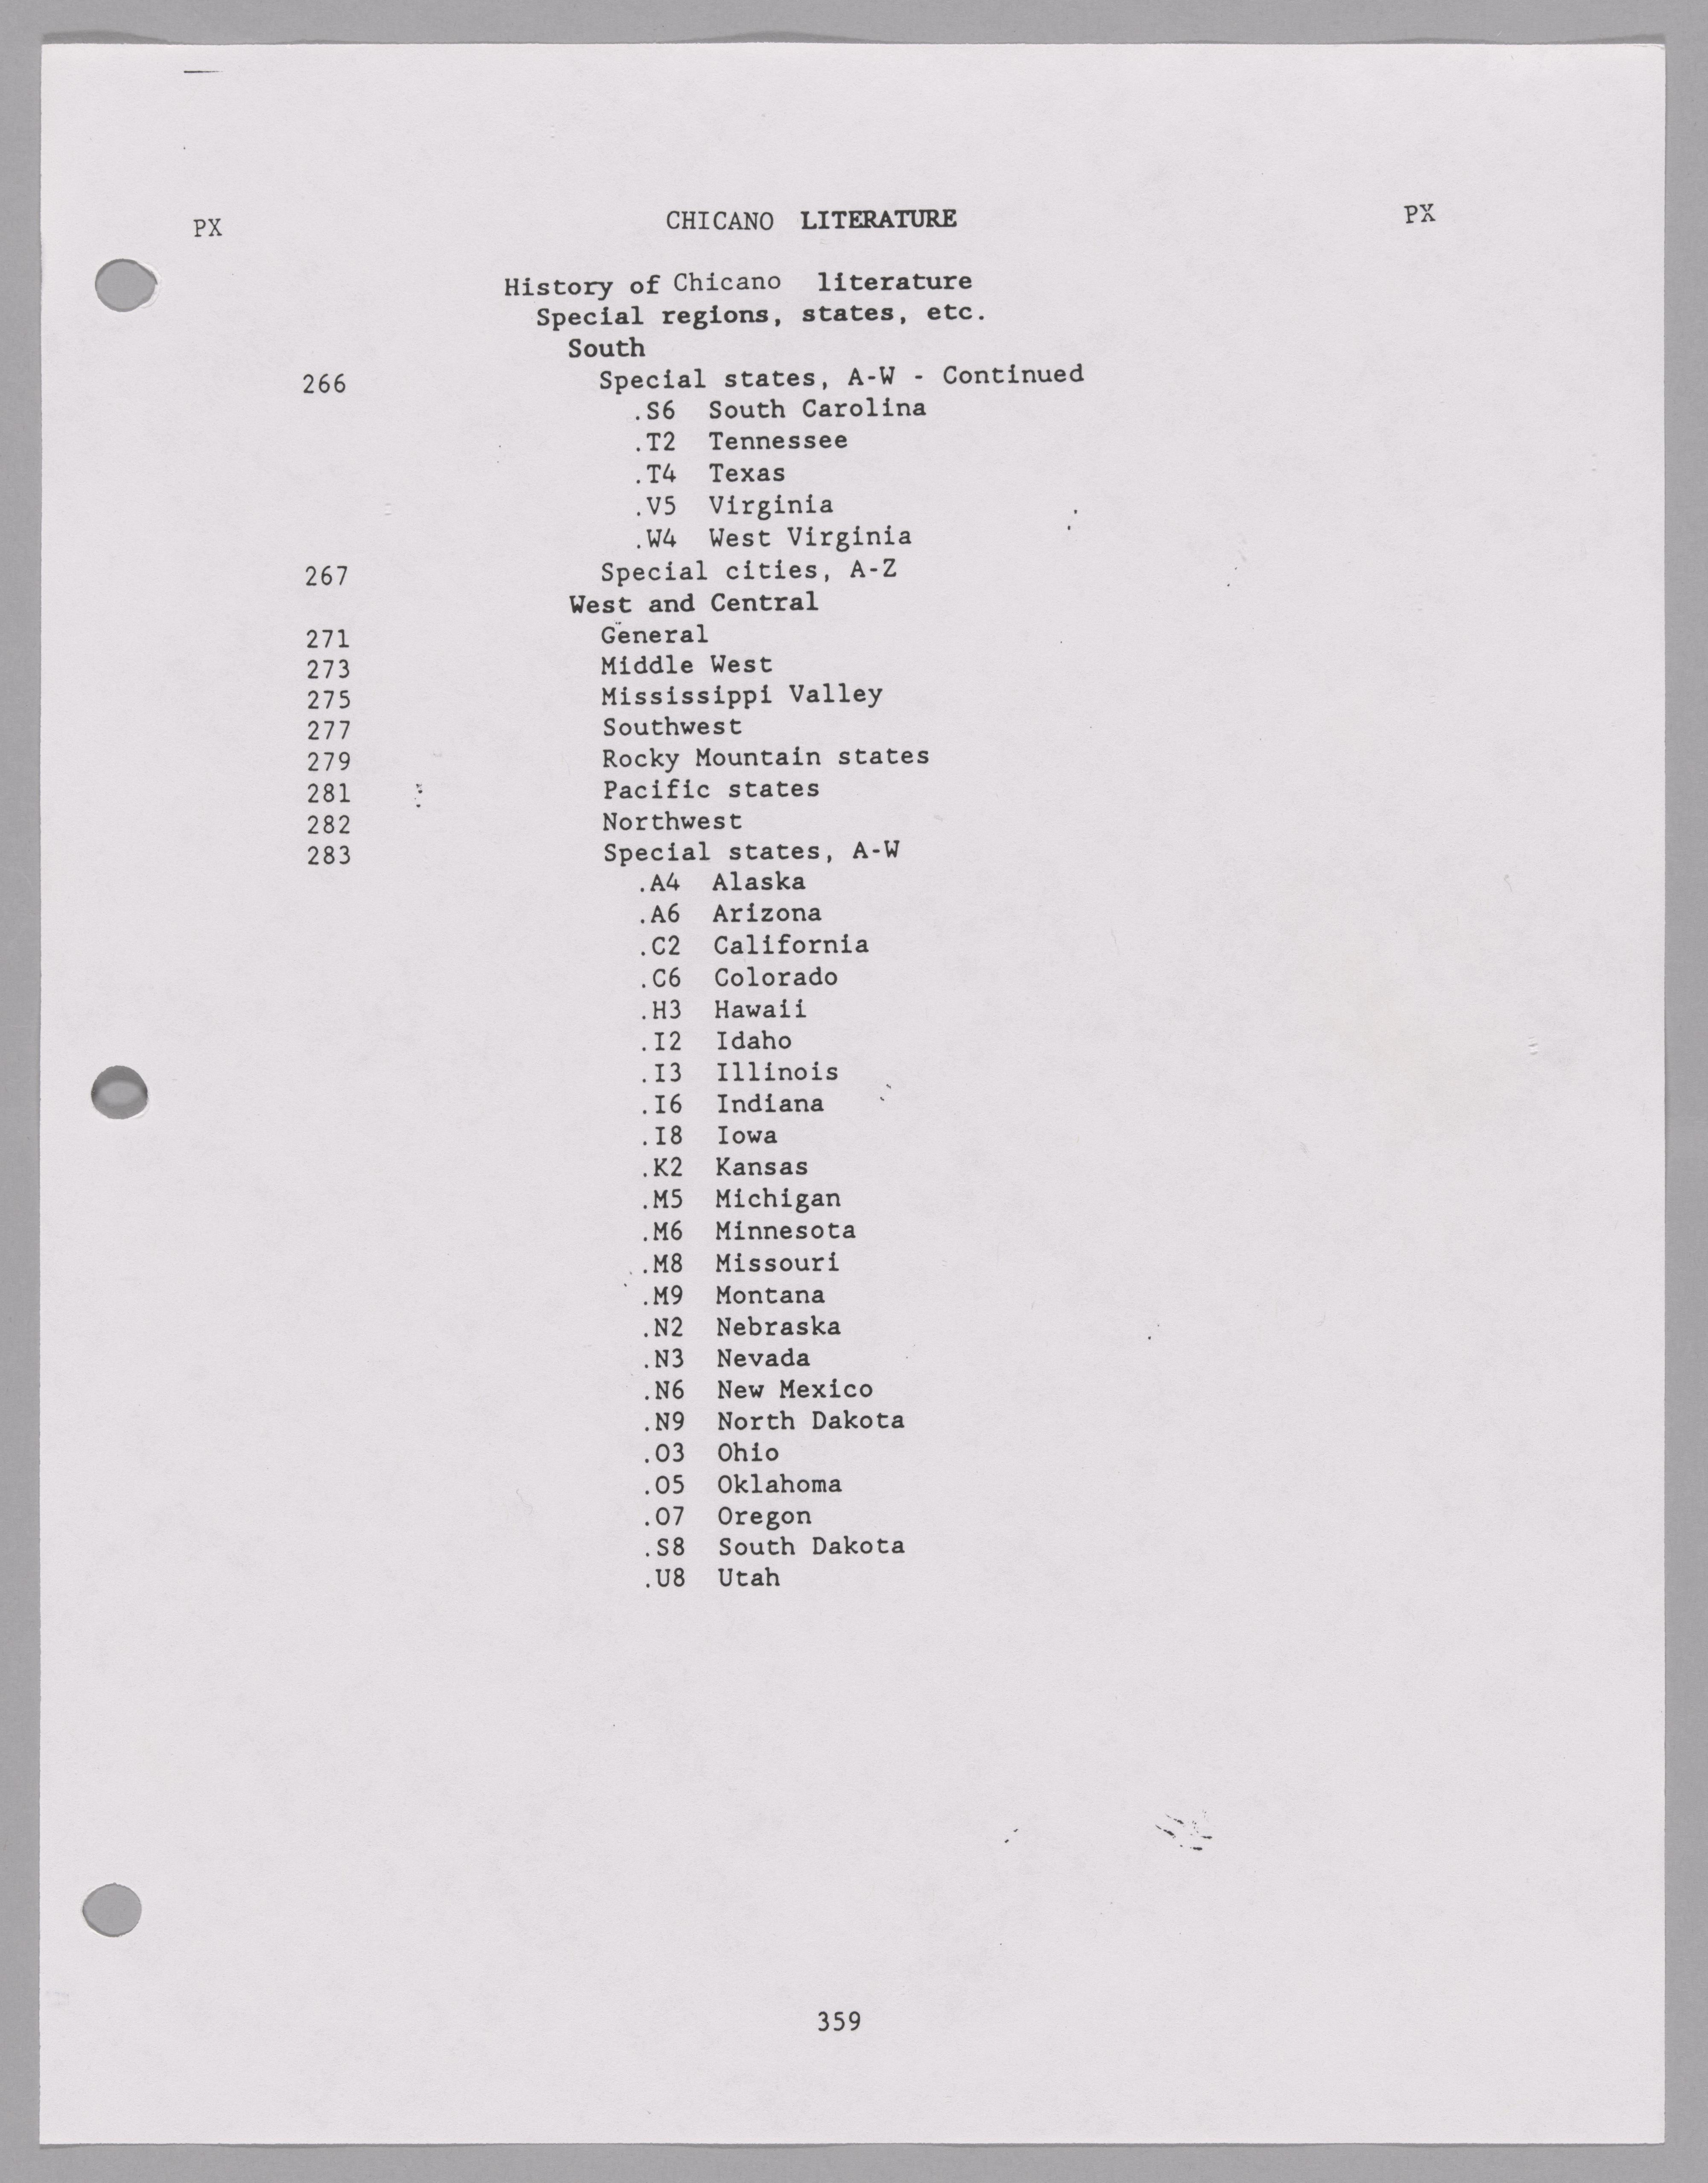 PX CHICANO LITERATURE PX
History of Chicano literature
Special regions, states, etc.
South
266 Special states, A-W - Continued
.S6 South Carolina
.T2 Tennessee
.T4 Texas
.V5 Virginia
.W4 West Virginia
267 Special cities, A-Z
West and Central
271 General
273 Middle West
275 Mississippi Valley
277 Southwest
279 Rocky Mountain states
281 Pacific states
282 Northwest
283 Special states, A-W
.A4 Alaska
.A6 Arizona
.C2 California
.C6 Colorado
.H3 Hawaii
.I2 Idaho
.I3 Illinois
.I6 Indiana
.I8 Iowa
.K2 Kansas
.M5 Michigan
.M6 Minnesota
.M8 Missouri
.M9 Montana
.N2 Nebraska
.N3 Nevada
.N6 New Mexico
.N9 North Dakota
.O3 Ohio
.O5 Oklahoma
.O7 Oregon
.S8 South Dakota
.U8 Utah
359